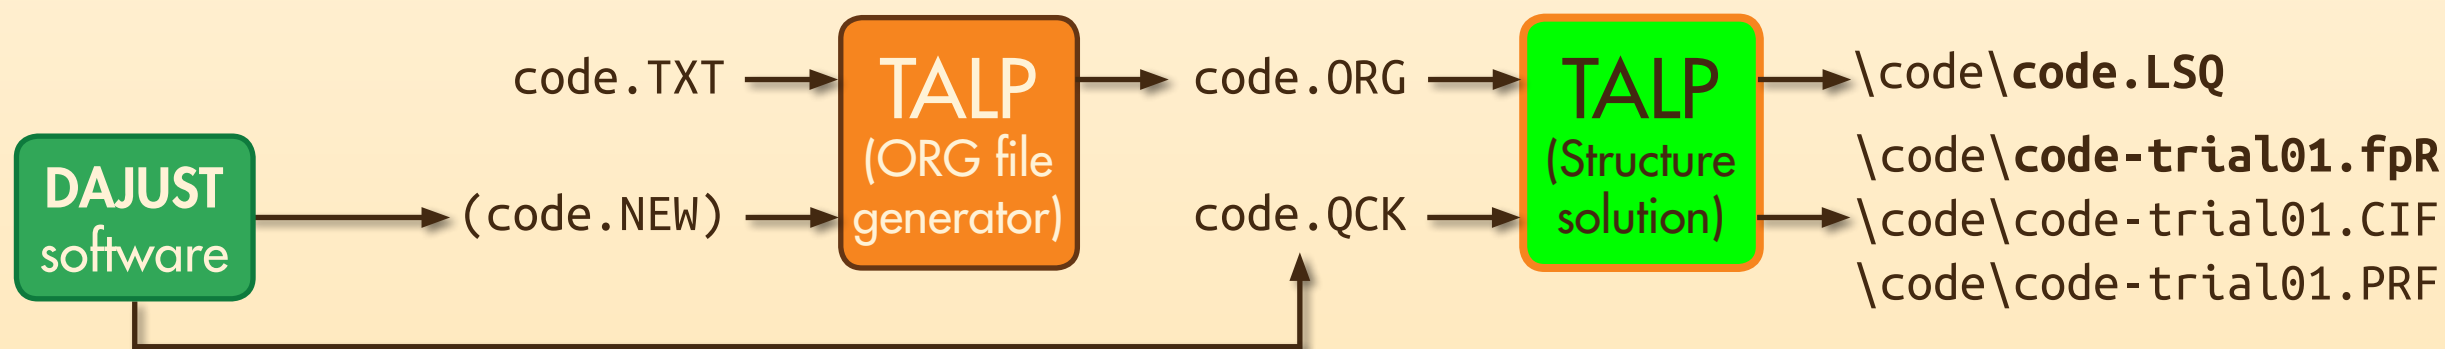 DAJUST
software
code.TXT
(code.NEW)
TALP
(ORG file
generator)
code.ORG
code.QCK
TALP
(Structure
solution)
\code\code.LSQ
\code\code-trial01.fpR
\code\code-trial01.CIF
\code\code-trial01.PRF